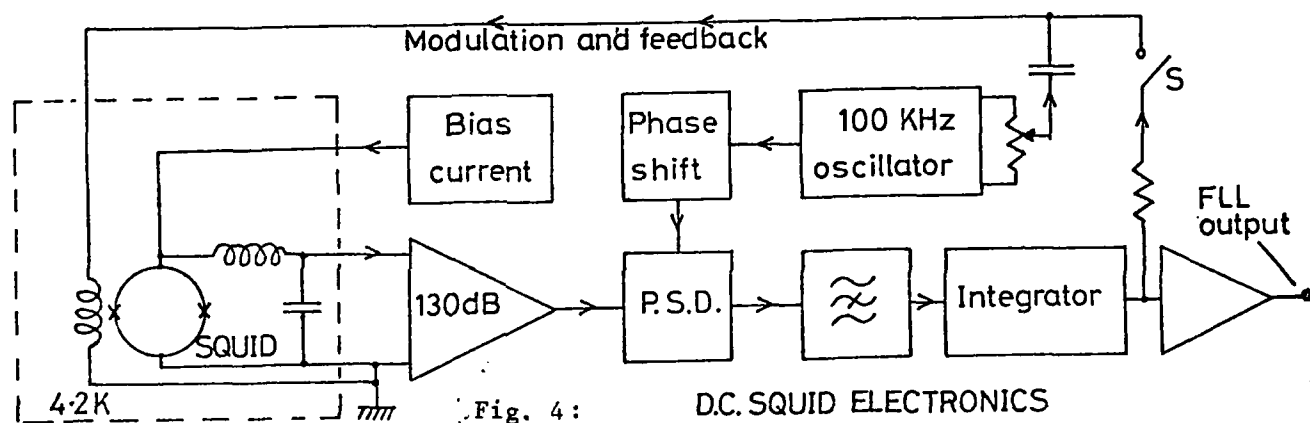 Modulation and feedback
S
Bias
current
Phase
shift
100 KHz
oscillator
FLL
output
130dB
P.S.D.
Integrator
SQUID
4·2K
Fig. 4:
D.C. SQUID ELECTRONICS